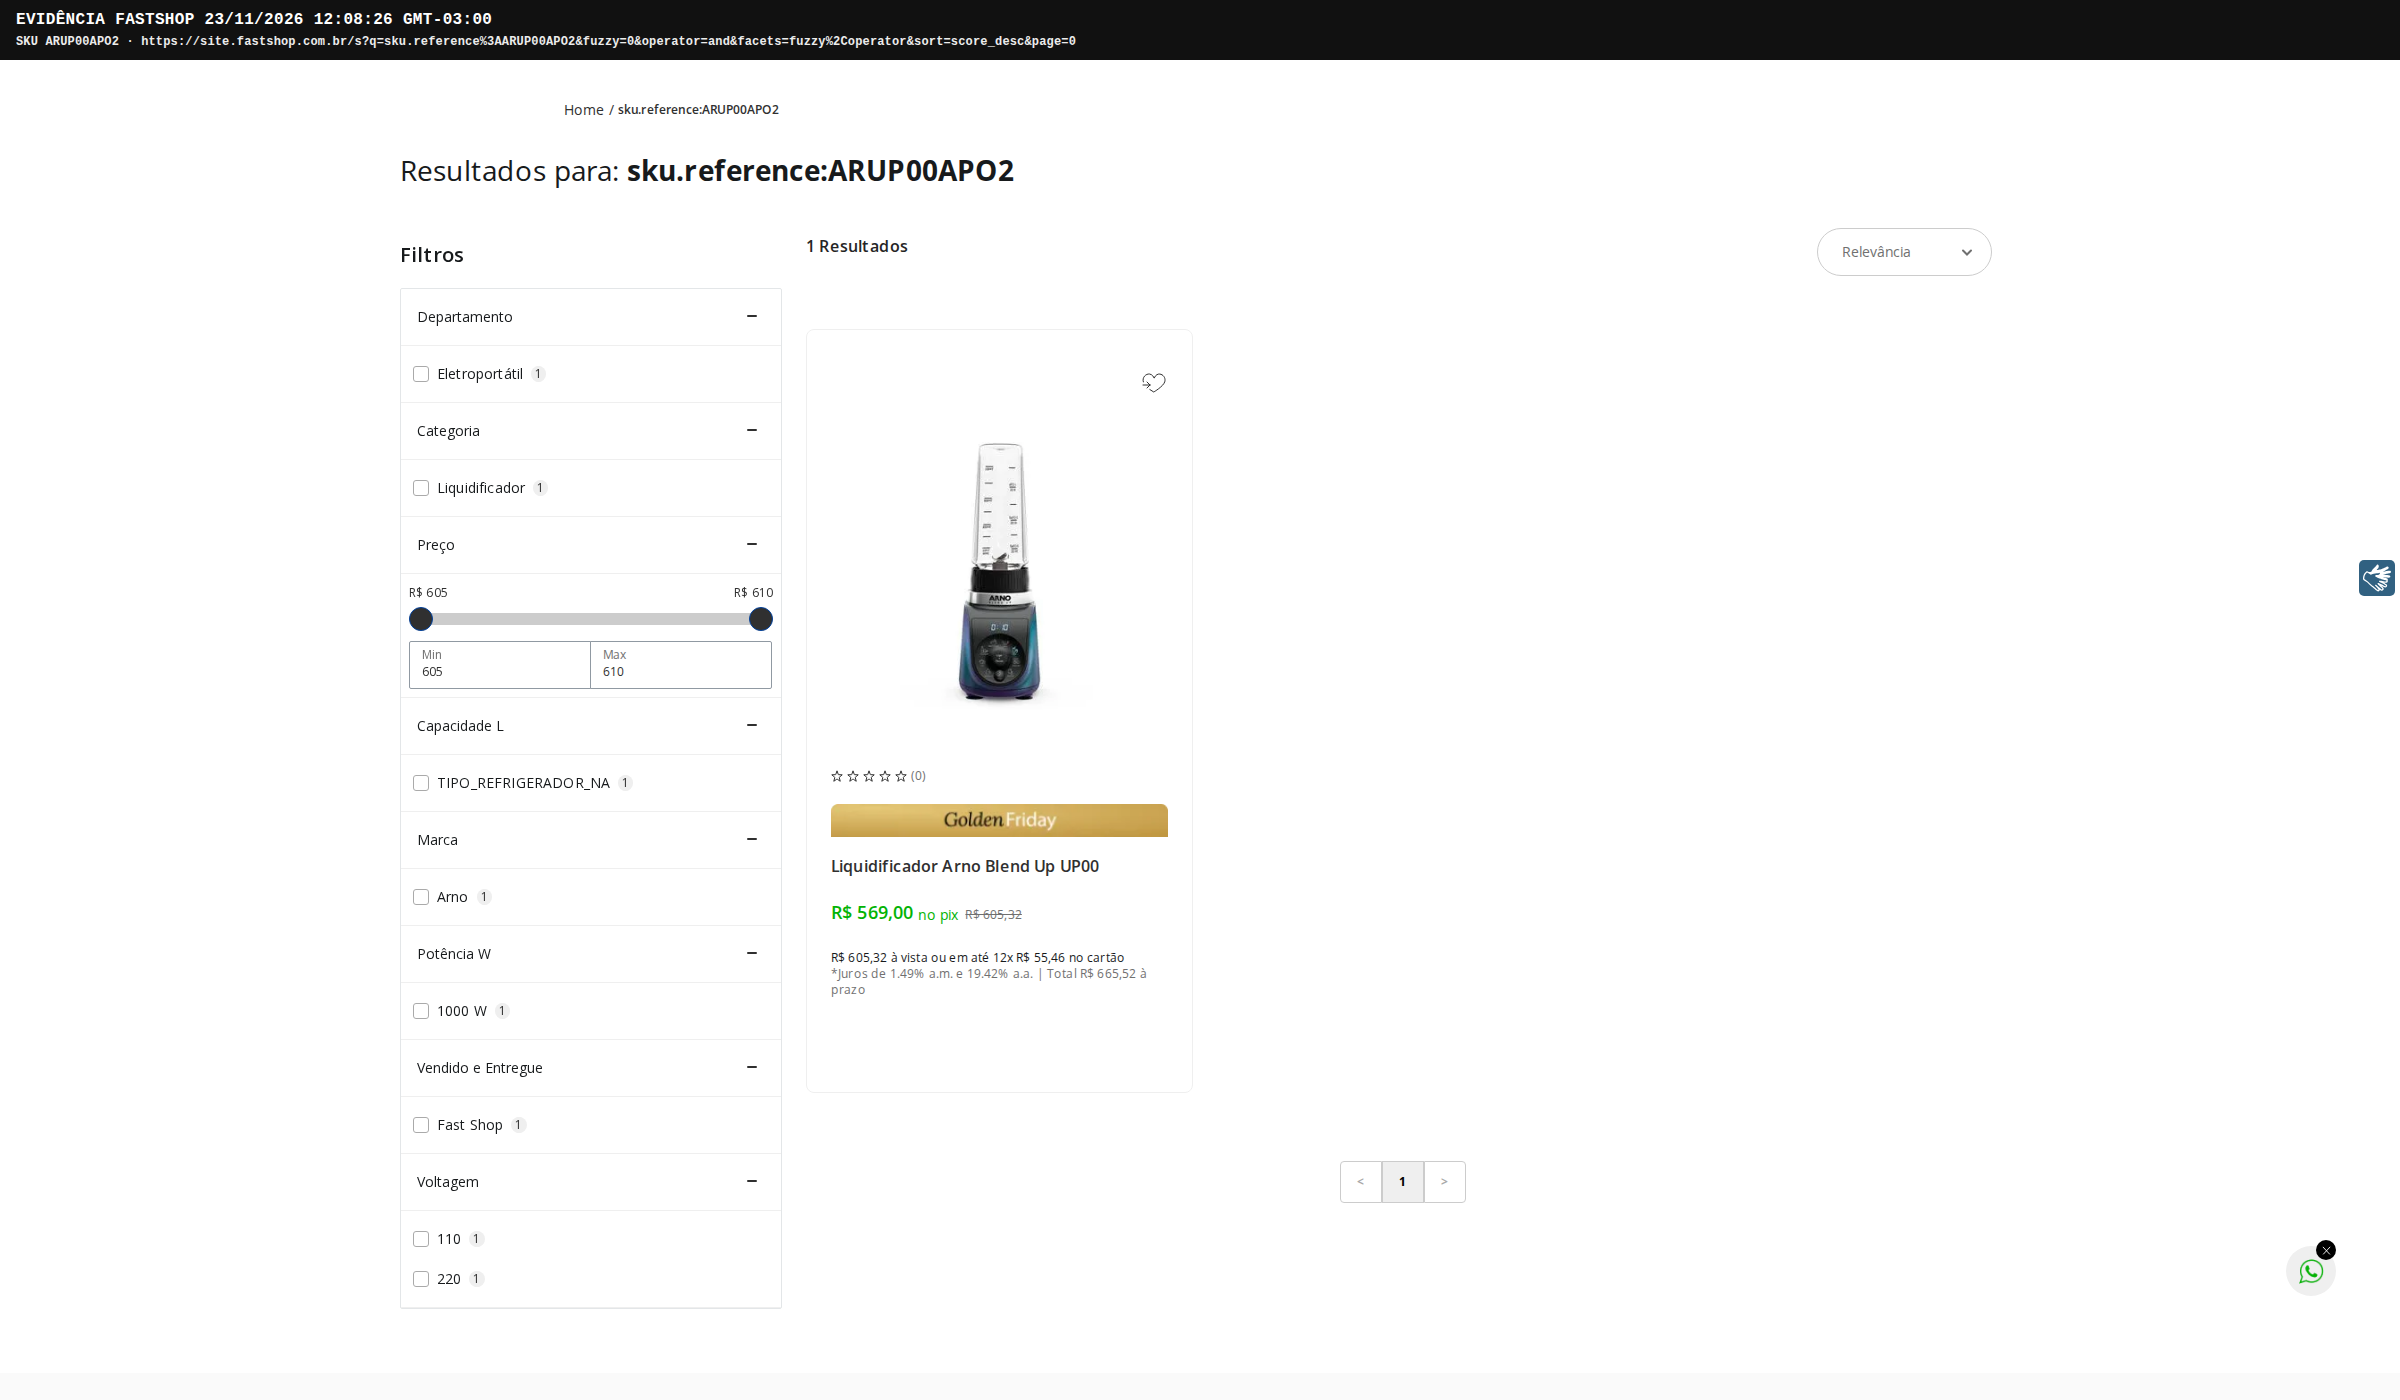 EVIDÊNCIA FASTSHOP 23/11/2026 12:08:26 GMT-03:00
SKU ARUP00APO2 · https://site.fastshop.com.br/s?q=sku.reference%3AARUP00APO2&fuzzy=0&operator=and&facets=fuzzy%2Coperator&sort=score_desc&page=0
Home / sku.reference:ARUP00APO2
Resultados para: sku.reference:ARUP00APO2
Filtros
Departamento
Eletroportátil 1
Categoria
Liquidificador 1
Preço
R$ 605 R$ 610
Min Max
605 610
Capacidade L
TIPO_REFRIGERADOR_NA 1
Marca
Arno 1
Potência W
1000 W 1
Vendido e Entregue
Fast Shop 1
Voltagem
110 1
220 1
1 Resultados
Relevância
ARNO
0:10
(0)
Golden Friday
Liquidificador Arno Blend Up UP00
R$ 569,00 no pix R$ 605,32
R$ 605,32 à vista ou em até 12x R$ 55,46 no cartão
*Juros de 1.49% a.m. e 19.42% a.a. | Total R$ 665,52 à
prazo
< 1 >